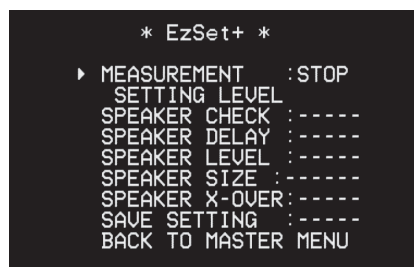 * EzSet+ *
MEASUREMENT :STOP
SETTING LEVEL
SPEAKER CHECK :-----
SPEAKER DELAY :-----
SPEAKER LEVEL :-----
SPEAKER SIZE :------
SPEAKER X-OVER:-----
SAVE SETTING :-----
BACK TO MASTER MENU